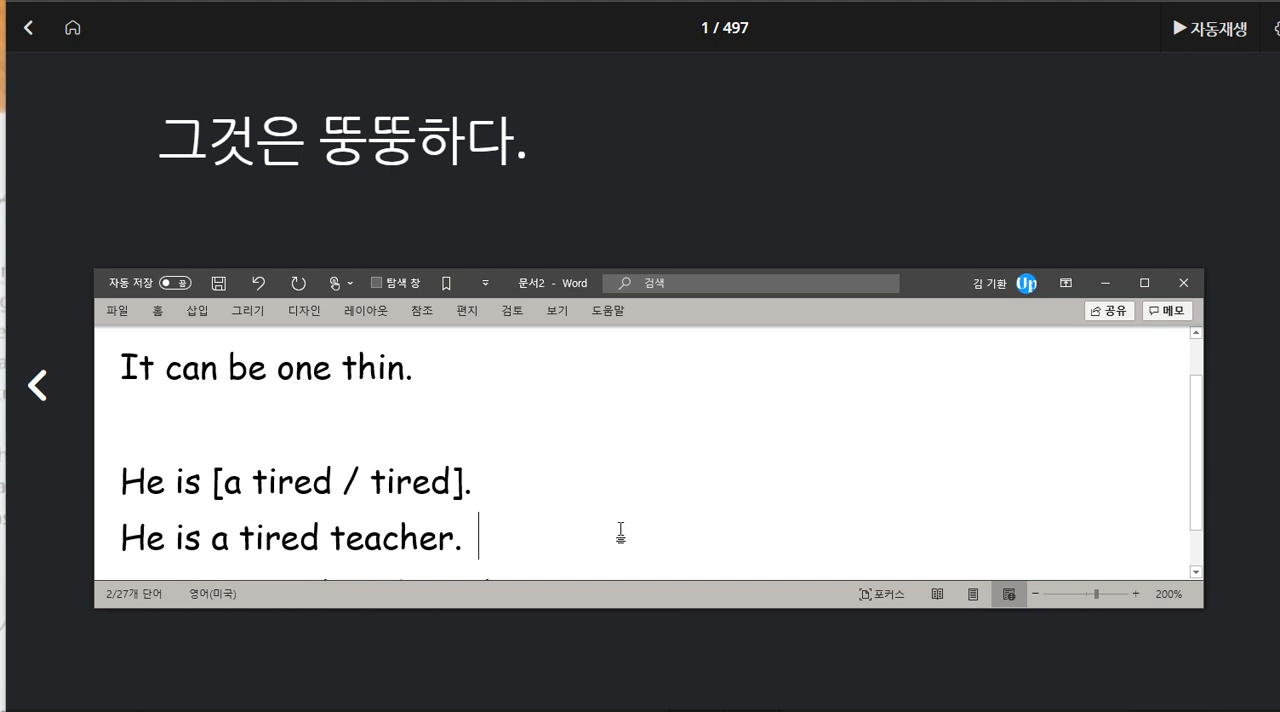 1 / 497
▶ 자동재생
그것은 뚱뚱하다.
자동 저장 끔
탐색 창
문서2 - Word
검색
김 기환
Up
파일 홈 삽입 그리기 디자인 레이아웃 참조 편지 검토 보기 도움말
공유
메모
It can be one thin.
He is [a tired / tired].
He is a tired teacher.
2/27개 단어 영어(미국)
포커스
200%